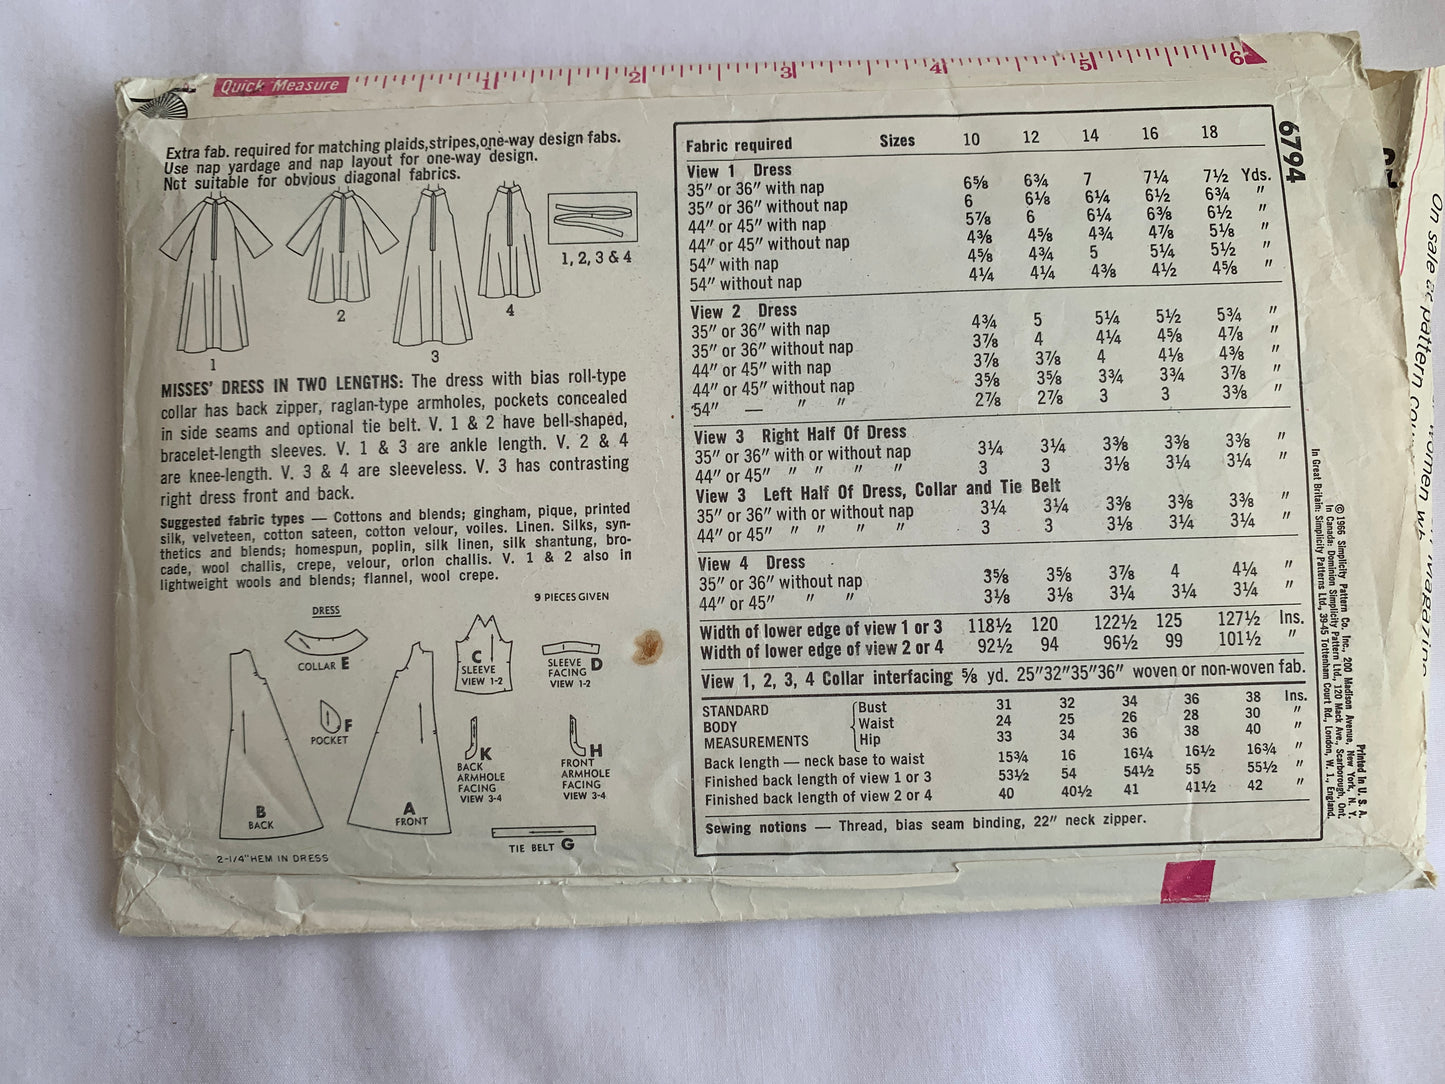 Quick Measure 1 2 3 4 5 6
Extra fab. required for matching plaids,stripes,one-way design fabs.
Use nap yardage and nap layout for one-way design.
Not suitable for obvious diagonal fabrics.
1, 2, 3 & 4
1
2
3
4
MISSES' DRESS IN TWO LENGTHS: The dress with bias roll-type
collar has back zipper, raglan-type armholes, pockets concealed
in side seams and optional tie belt. V. 1 & 2 have bell-shaped,
bracelet-length sleeves. V. 1 & 3 are ankle length. V. 2 & 4
are knee-length. V. 3 & 4 are sleeveless. V. 3 has contrasting
right dress front and back.
Suggested fabric types — Cottons and blends; gingham, pique, printed
silk, velveteen, cotton sateen, cotton velour, voiles. Linen. Silks, syn-
thetics and blends; homespun, poplin, silk linen, silk shantung, bro-
cade, wool challis, crepe, velour, orlon challis. V. 1 & 2 also in
lightweight wools and blends; flannel, wool crepe.
9 PIECES GIVEN
DRESS
COLLAR E
C
SLEEVE
VIEW 1-2
SLEEVE D
FACING
VIEW 1-2
F
POCKET
K
BACK
ARMHOLE
FACING
VIEW 3-4
H
FRONT
ARMHOLE
FACING
VIEW 3-4
B
BACK
A
FRONT
TIE BELT G
2-1/4"HEM IN DRESS
Fabric required Sizes 10 12 14 16 18
View 1 Dress
35" or 36" with nap 6⅝ 6¾ 7 7¼ 7½ Yds.
35" or 36" without nap 6 6⅛ 6¼ 6½ 6¾ "
44" or 45" with nap 5⅞ 6 6¼ 6⅜ 6½ "
44" or 45" without nap 4⅜ 4⅝ 4¾ 4⅞ 5⅛ "
54" with nap 4⅝ 4¾ 5 5¼ 5½ "
54" without nap 4¼ 4¼ 4⅜ 4½ 4⅝ "
View 2 Dress
35" or 36" with nap 4¾ 5 5¼ 5½ 5¾ "
35" or 36" without nap 3⅞ 4 4¼ 4⅝ 4⅞ "
44" or 45" with nap 3⅞ 3⅞ 4 4⅛ 4⅜ "
44" or 45" without nap 3⅝ 3⅝ 3¾ 3¾ 3⅞ "
54" — " " 2⅞ 2⅞ 3 3 3⅜ "
View 3 Right Half Of Dress
35" or 36" with or without nap 3¼ 3¼ 3⅜ 3⅜ 3⅜ "
44" or 45" " " " " 3 3 3⅛ 3¼ 3¼ "
View 3 Left Half Of Dress, Collar and Tie Belt
35" or 36" with or without nap 3¼ 3¼ 3⅜ 3⅜ 3⅜ "
44" or 45" " " " " 3 3 3⅛ 3¼ 3¼ "
View 4 Dress
35" or 36" without nap 3⅝ 3⅝ 3⅞ 4 4¼ "
44" or 45" " " 3⅛ 3⅛ 3¼ 3¼ 3¼ "
Width of lower edge of view 1 or 3 118½ 120 122½ 125 127½ Ins.
Width of lower edge of view 2 or 4 92½ 94 96½ 99 101½ "
View 1, 2, 3, 4 Collar interfacing ⅝ yd. 25"32"35"36" woven or non-woven fab.
STANDARD BODY MEASUREMENTS
Bust 31 32 34 36 38 Ins.
Waist 24 25 26 28 30 "
Hip 33 34 36 38 40 "
Back length — neck base to waist 15¾ 16 16¼ 16½ 16¾ "
Finished back length of view 1 or 3 53½ 54 54½ 55 55½ "
Finished back length of view 2 or 4 40 40½ 41 41½ 42 "
Sewing notions — Thread, bias seam binding, 22" neck zipper.
6794
Printed in U. S. A.
© 1966 Simplicity Pattern Co. Inc., 200 Madison Avenue, New York, N. Y.
In Canada: Dominion Simplicity Pattern Ltd., 120 Mack Ave., Scarborough, Ont.
In Great Britain: Simplicity Patterns Ltd., 39-45 Tottenham Court Rd., London, W. 1., England.
On sale at pattern
women
magazine